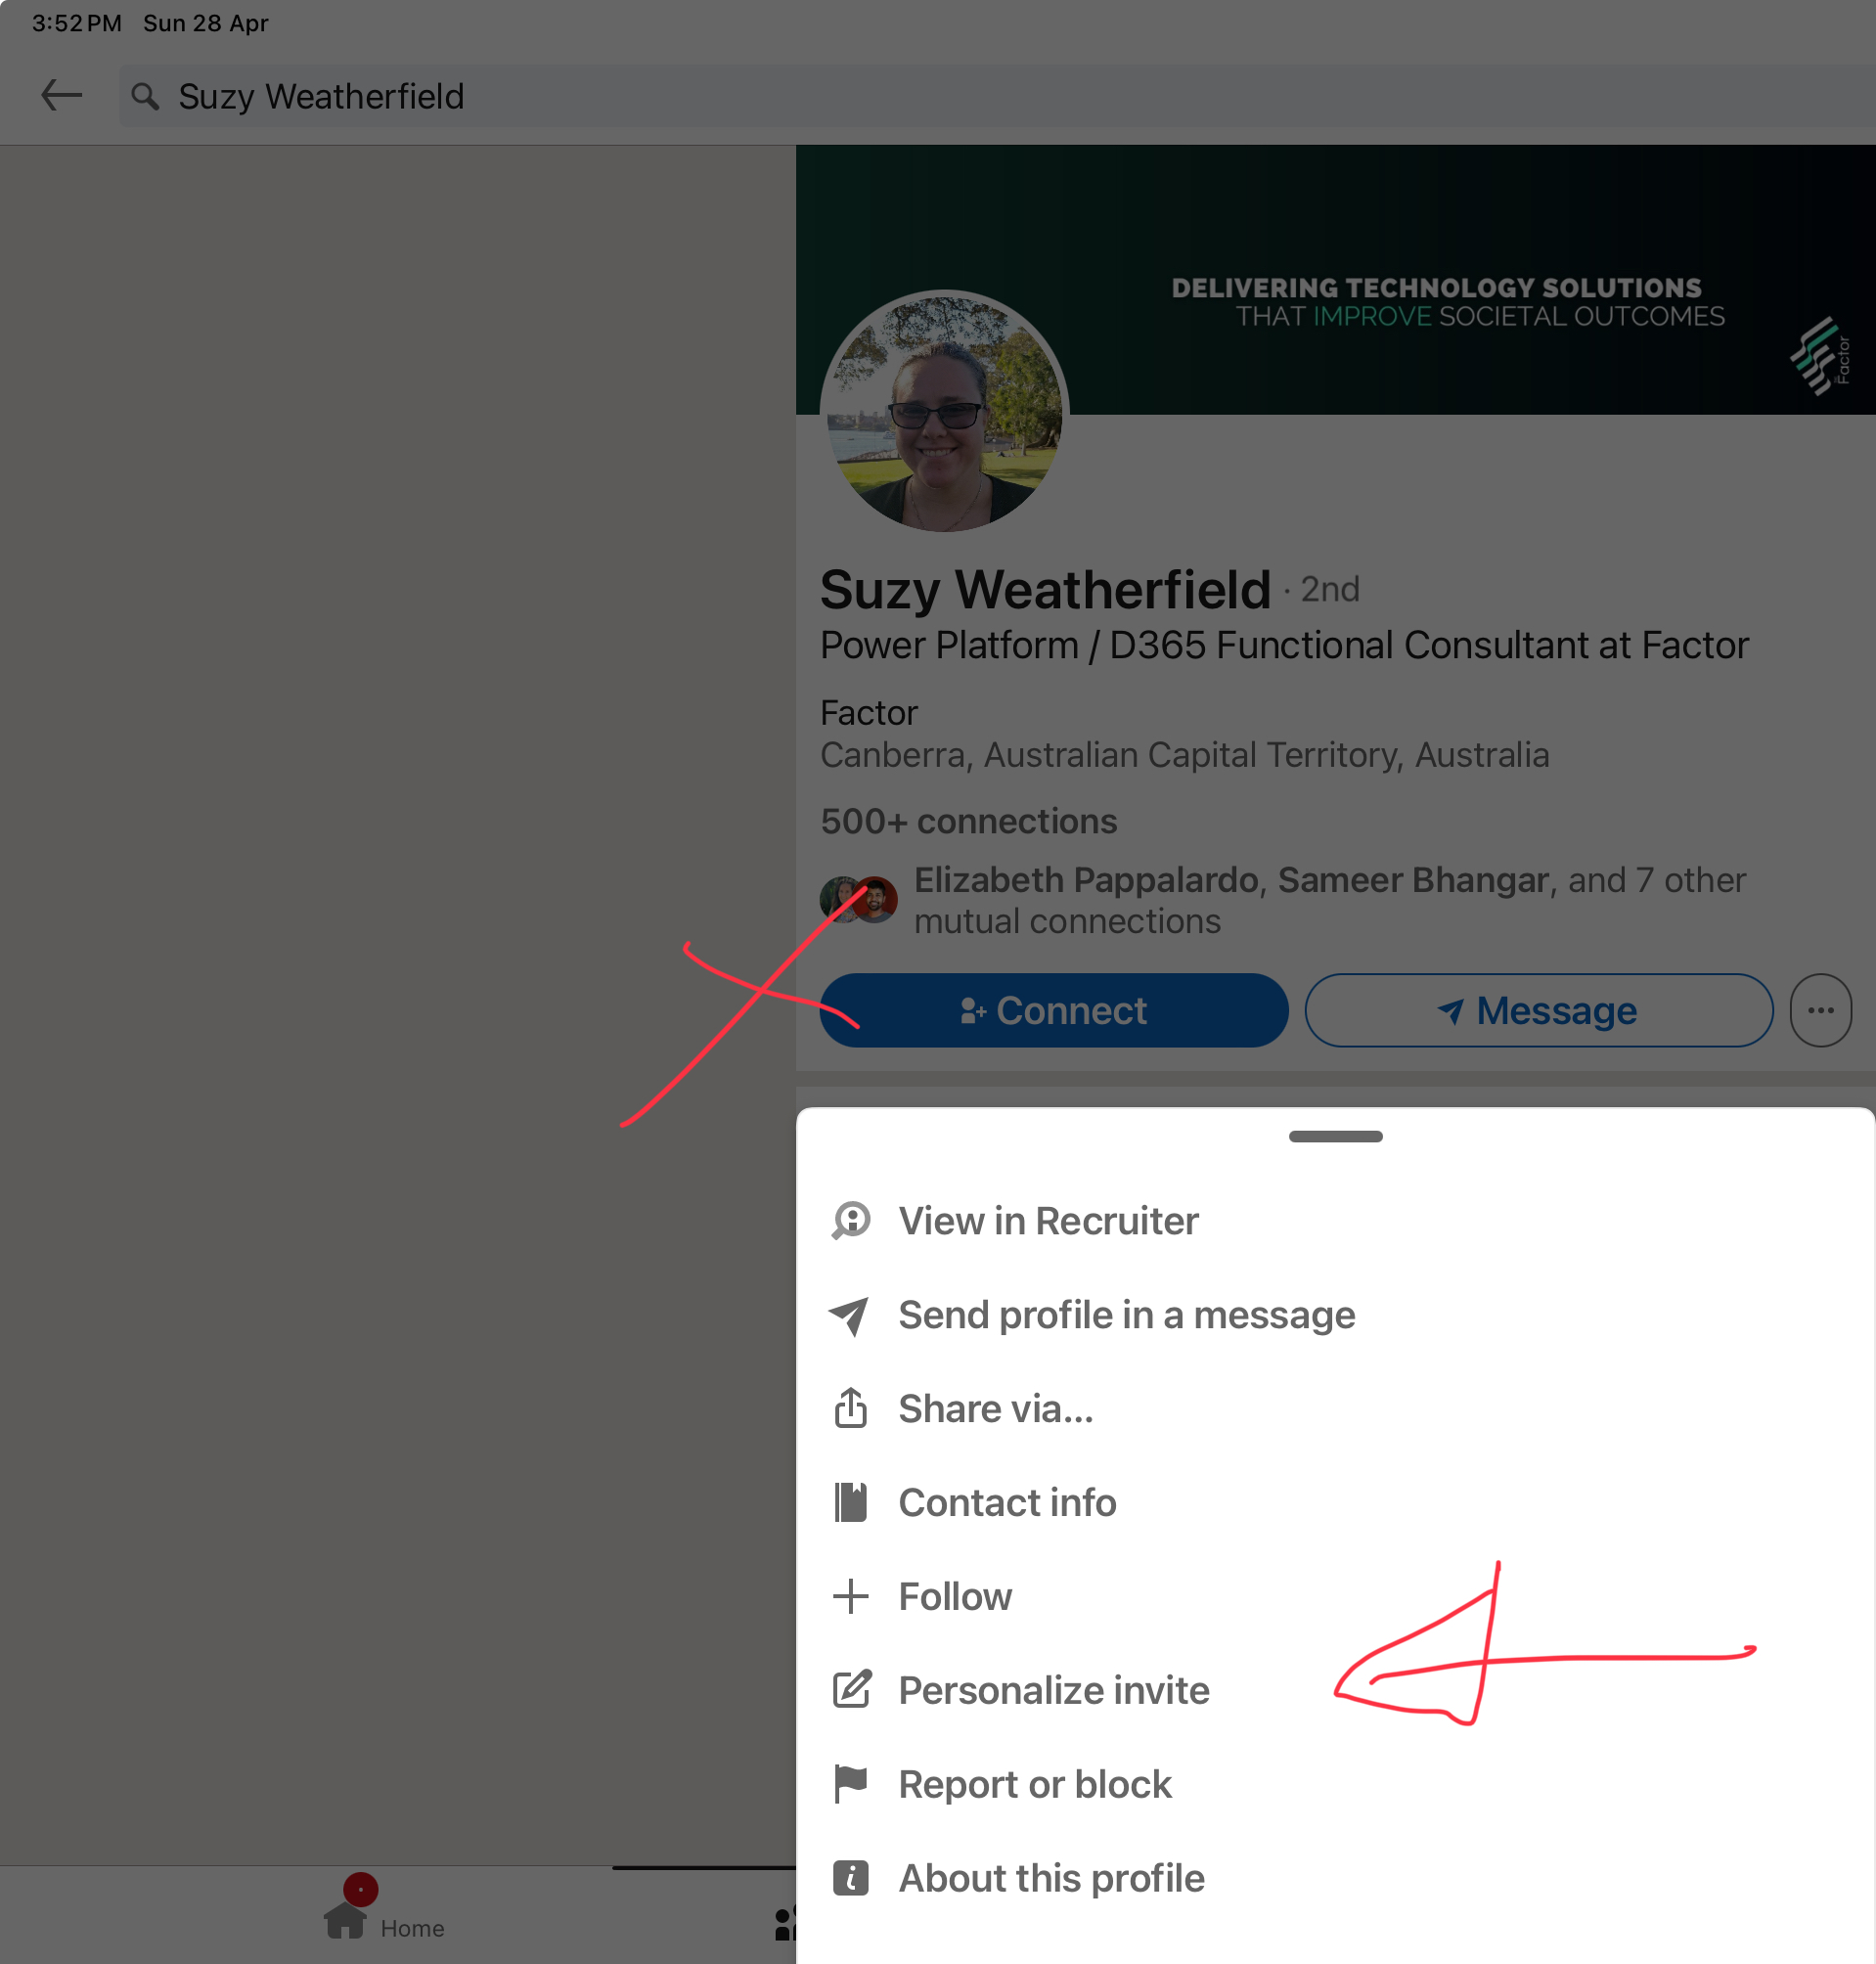 3:52 PM Sun 28 Apr
Suzy Weatherfield
DELIVERING TECHNOLOGY SOLUTIONS
THAT IMPROVE SOCIETAL OUTCOMES
Factor
Suzy Weatherfield · 2nd
Power Platform / D365 Functional Consultant at Factor
Factor
Canberra, Australian Capital Territory, Australia
500+ connections
Elizabeth Pappalardo, Sameer Bhangar, and 7 other
mutual connections
Connect
Message
View in Recruiter
Send profile in a message
Share via...
Contact info
Follow
Personalize invite
Report or block
About this profile
Home